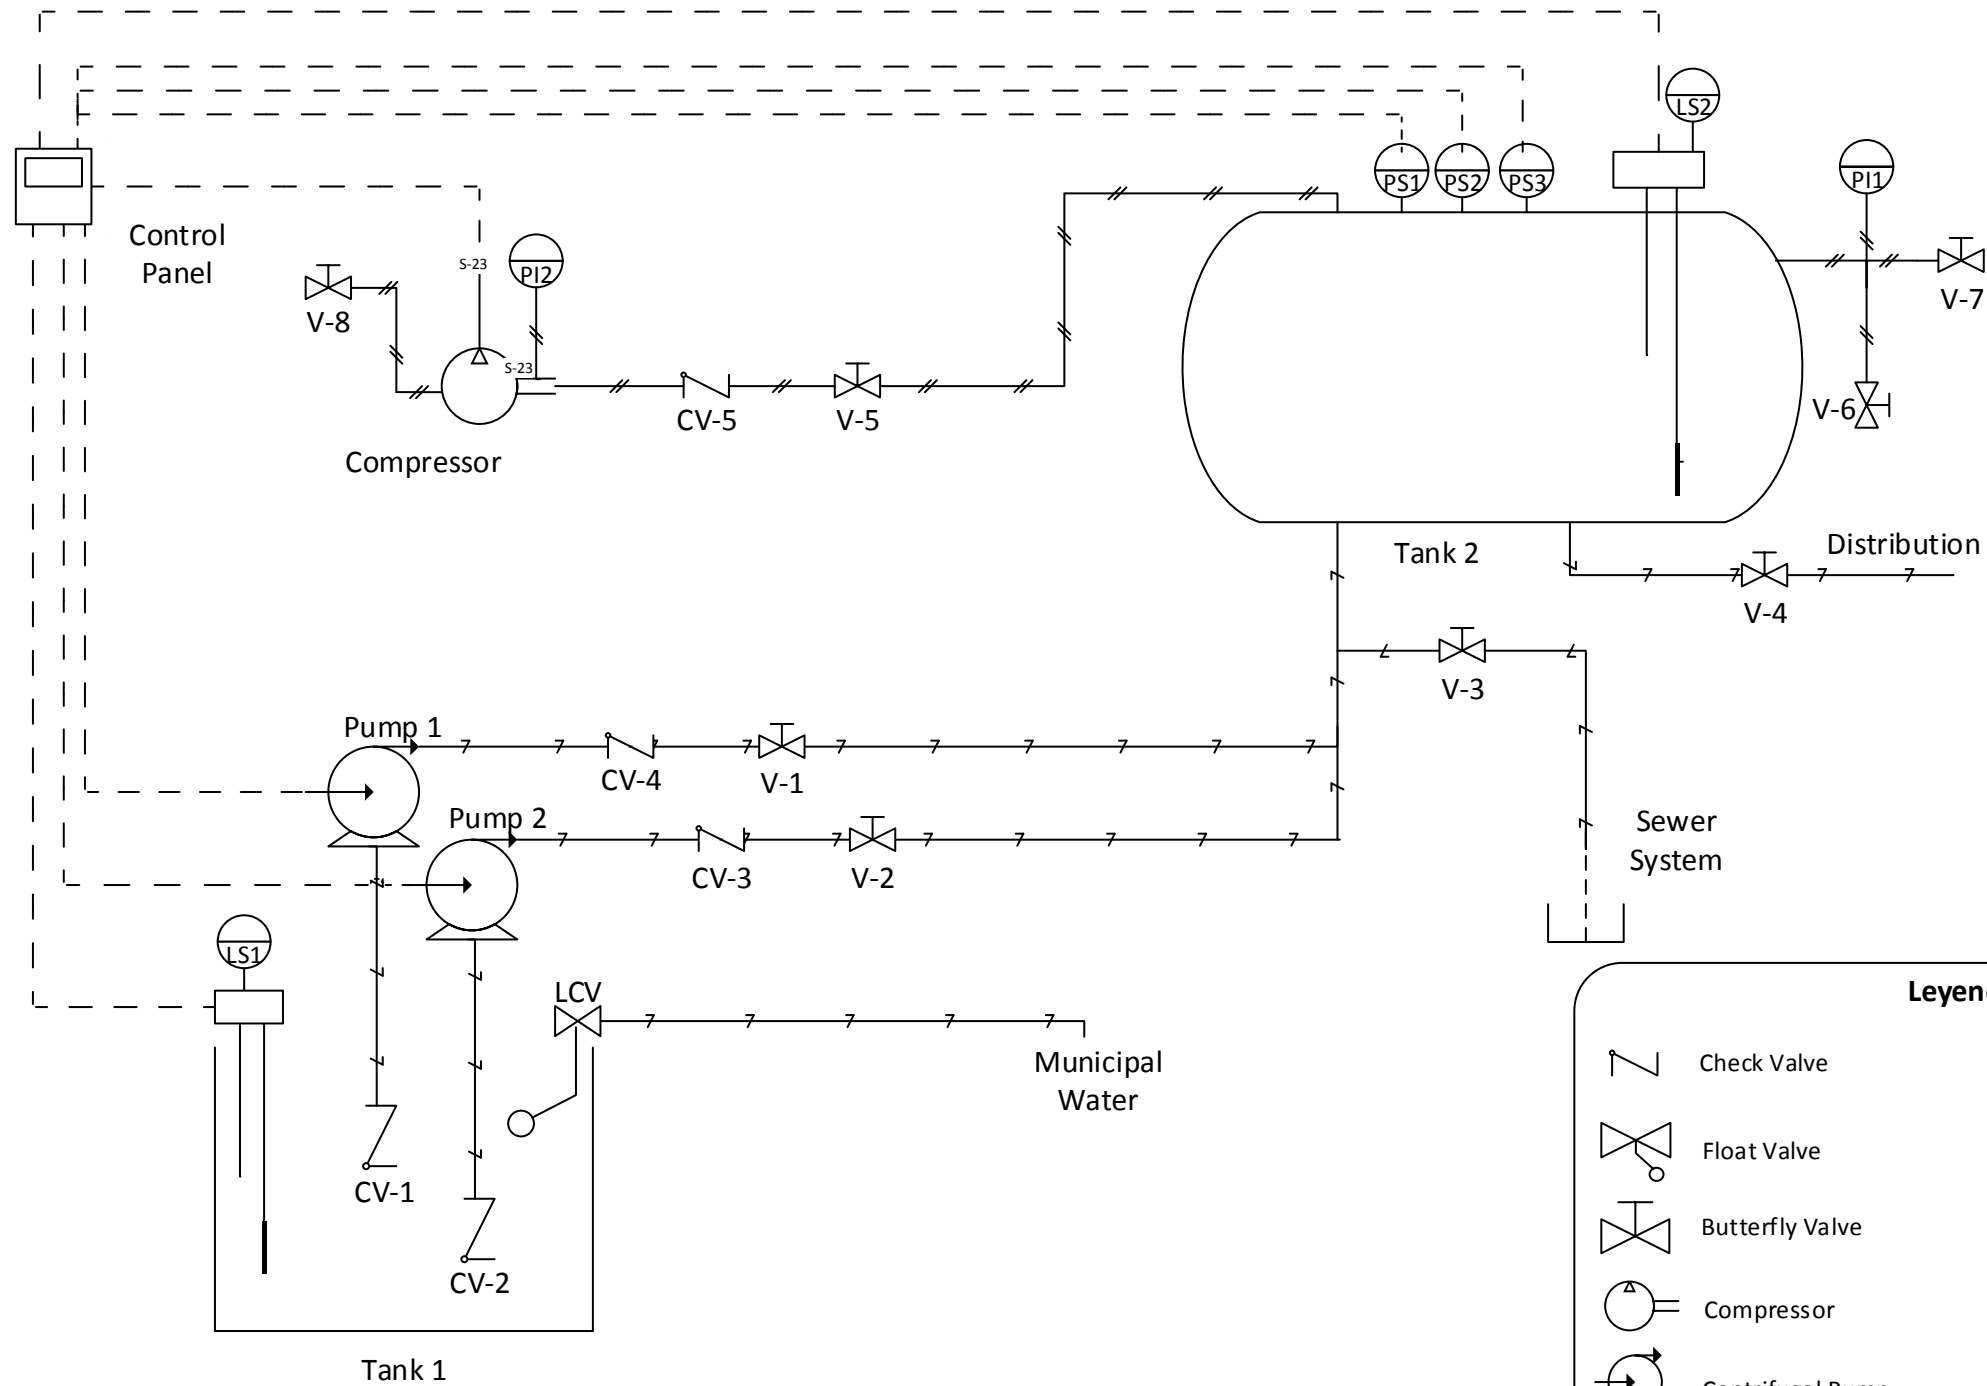 LS2
PS1
PS2
PS3
PI1
Control
Panel
S-23
PI2
V-7
V-8
S-23
CV-5
V-5
V-6
Compressor
Tank 2
Distribution
V-4
V-3
Pump 1
CV-4
V-1
Pump 2
Sewer
System
CV-3
V-2
LS1
LCV
Municipal
Water
CV-1
CV-2
Tank 1
Check Valve
Float Valve
Butterfly Valve
Compressor